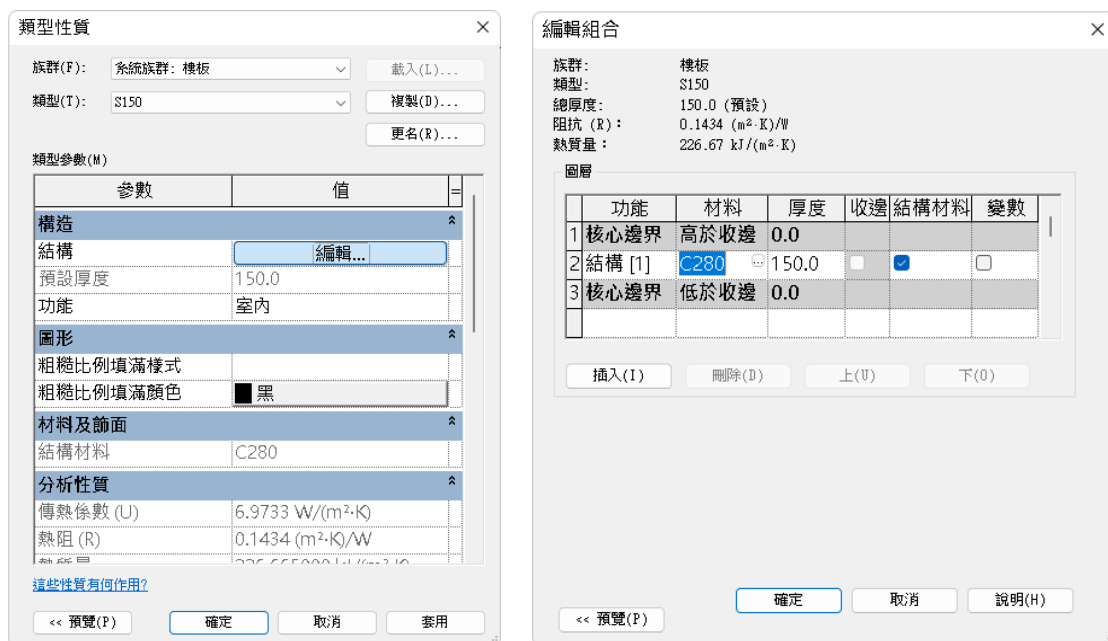 類型性質
族群(F): 系統族群: 樓板 載入(L)...
類型(T): S150 複製(D)...
更名(R)...
類型參數(M)
參數 值 =
構造
結構 編輯...
預設厚度 150.0
功能 室內
圖形
粗糙比例填滿樣式
粗糙比例填滿顏色 黑
材料及飾面
結構材料 C280
分析性質
傳熱係數 (U) 6.9733 W/(m²·K)
熱阻 (R) 0.1434 (m²·K)/W
這些性質有何作用?
<< 預覽(P) 確定 取消 套用
編輯組合
族群: 樓板
類型: S150
總厚度: 150.0 (預設)
阻抗 (R): 0.1434 (m²·K)/W
熱質量: 226.67 kJ/(m²·K)
圖層
功能 材料 厚度 收邊 結構材料 變數
1 核心邊界 高於收邊 0.0
2 結構 [1] C280 150.0
3 核心邊界 低於收邊 0.0
插入(I) 刪除(D) 上(U) 下(O)
確定 取消 說明(H)
<< 預覽(P)